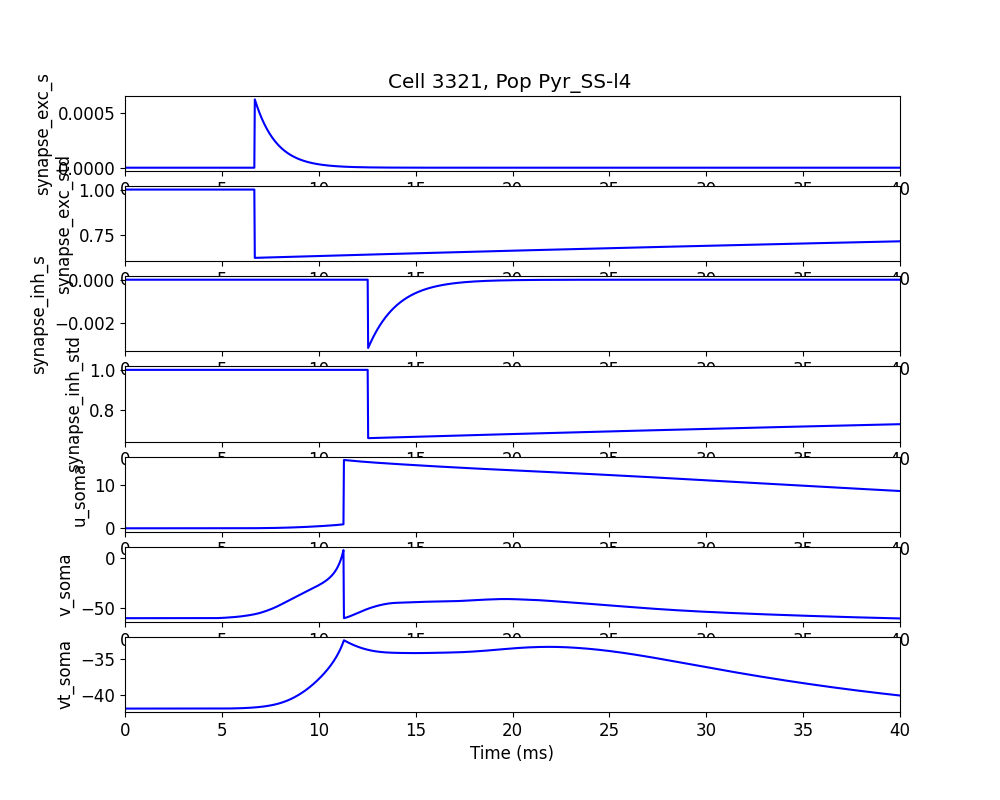 Cell 3321, Pop Pyr_SS-l4
synapse_exc_s
0.0005
0.0000
0 5 10 15 20 25 30 35 40
synapse_exc_std
1.00
0.75
0 5 10 15 20 25 30 35 40
synapse_inh_s
0.000
−0.002
0 5 10 15 20 25 30 35 40
synapse_inh_std
1.0
0.8
0 5 10 15 20 25 30 35 40
u_soma
10
0
0 5 10 15 20 25 30 35 40
v_soma
0
−50
0 5 10 15 20 25 30 35 40
vt_soma
−35
−40
0 5 10 15 20 25 30 35 40
Time (ms)